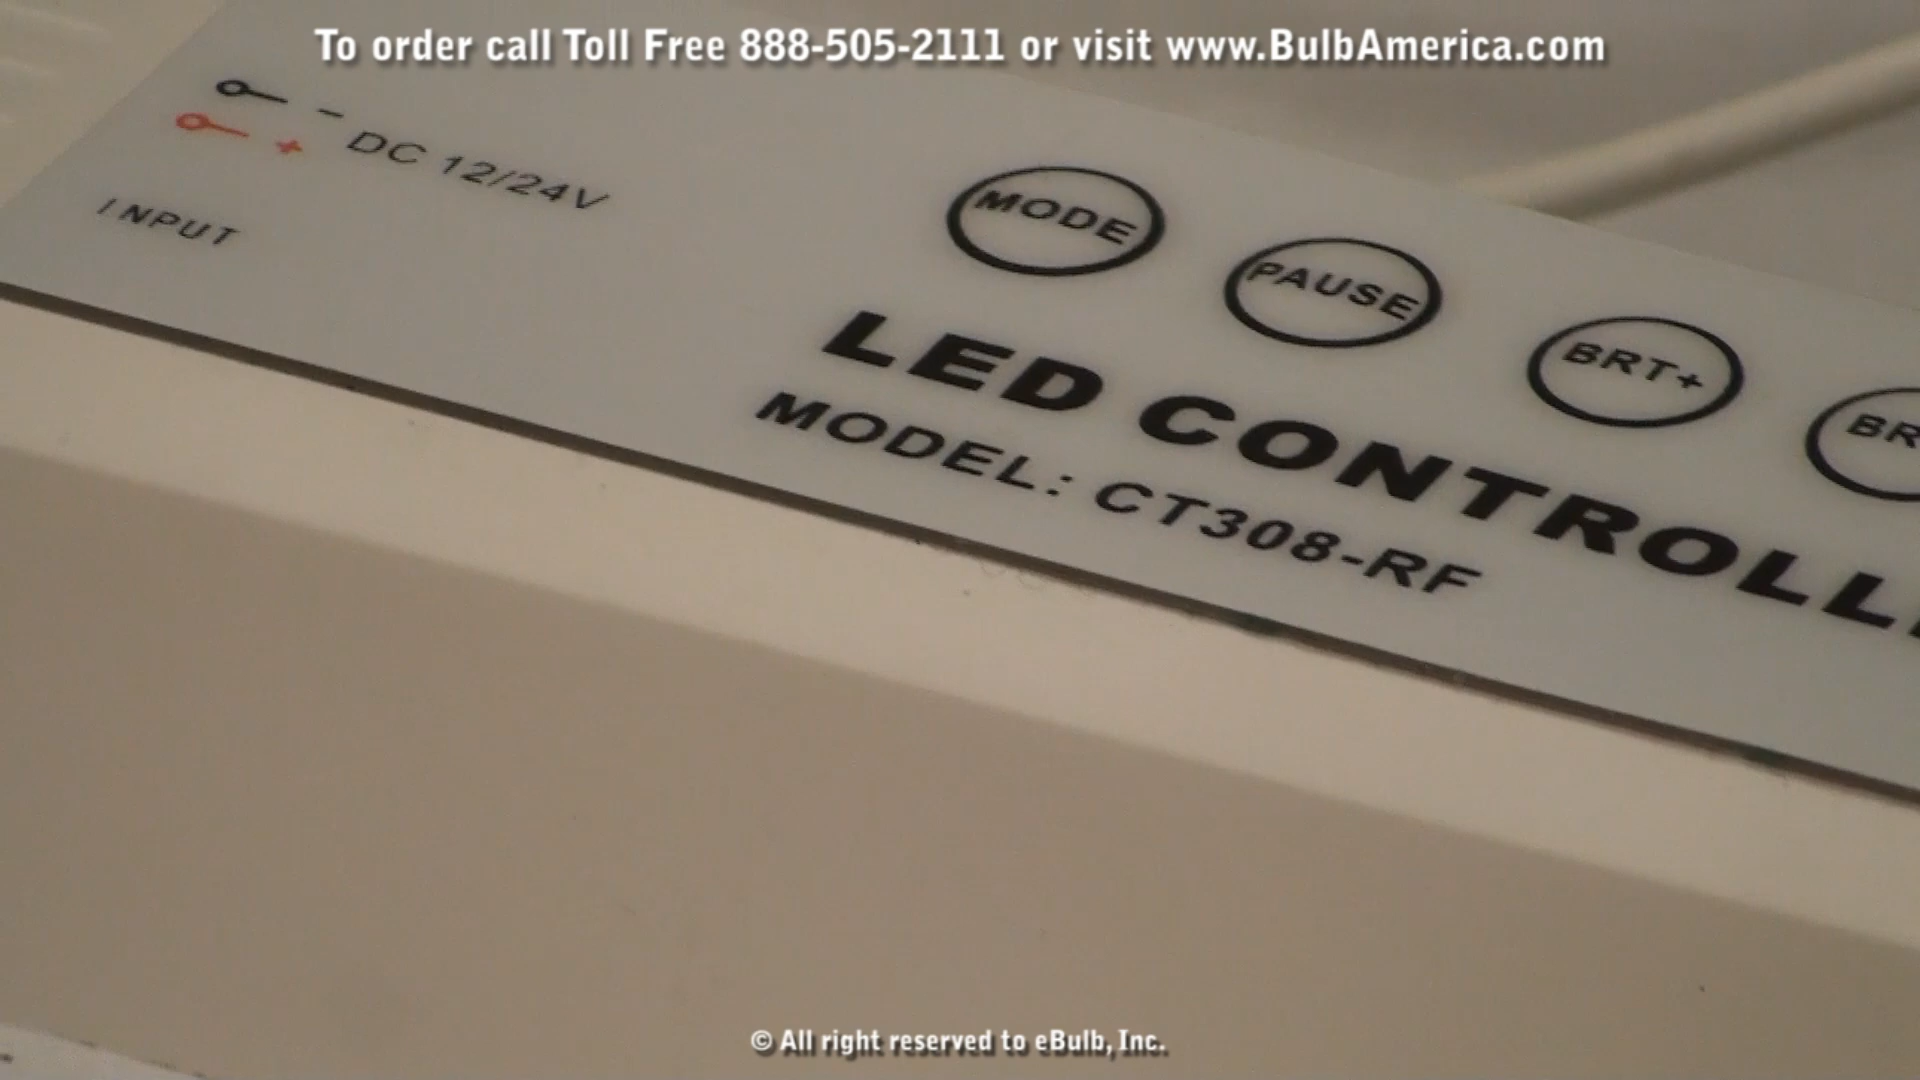 To order call Toll Free 888-505-2111 or visit www.BulbAmerica.com
- DC 12/24V
+
INPUT
MODE
PAUSE
BRT+
BR
LED CONTROLL
MODEL: CT308-RF
© All right reserved to eBulb, Inc.